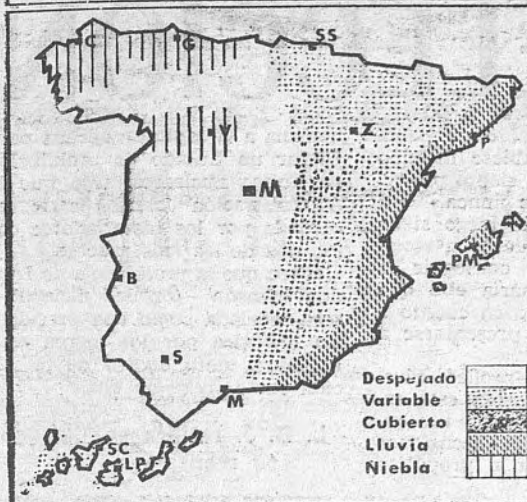 C
G
SS
V
Z
P
M
PM
B
S
M
SC
LP
Despejado
Variable
Cubierto
Lluvia
Niebla